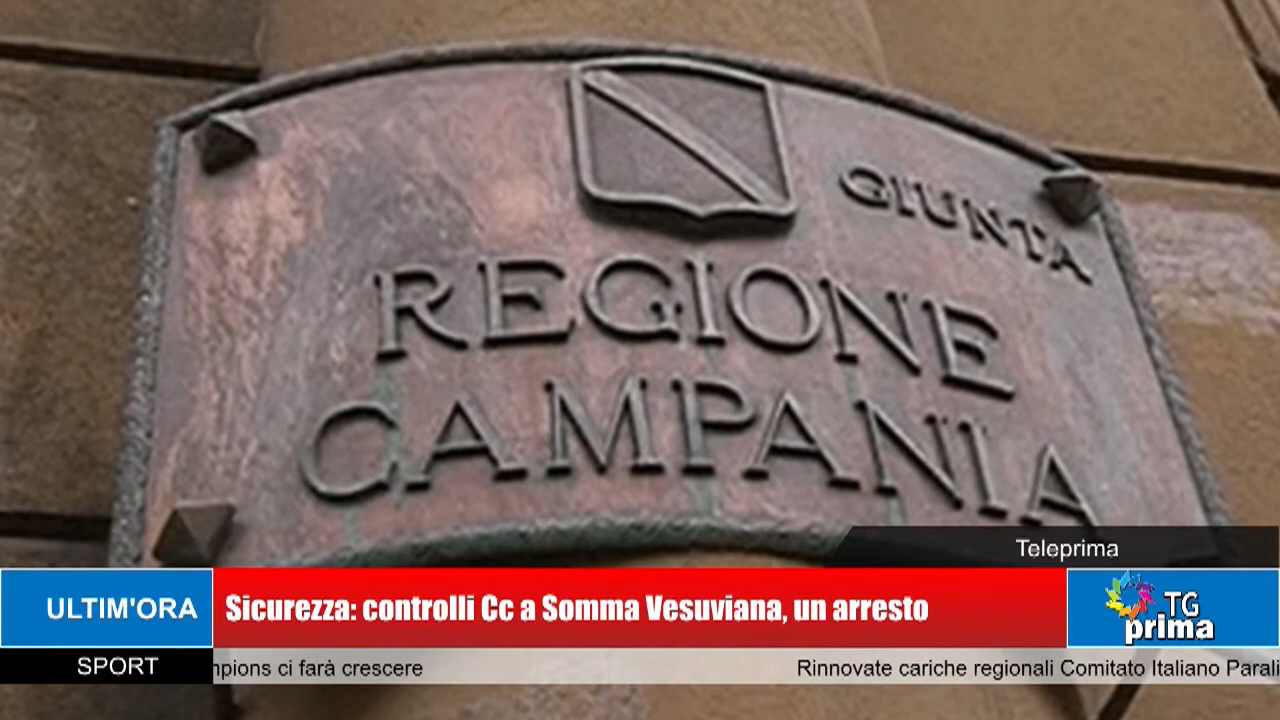 GIUNTA
REGIONE
CAMPANIA
Teleprima
ULTIM'ORA
Sicurezza: controlli Cc a Somma Vesuviana, un arresto
TG
prima
SPORT
mpions ci farà crescere
Rinnovate cariche regionali Comitato Italiano Parali